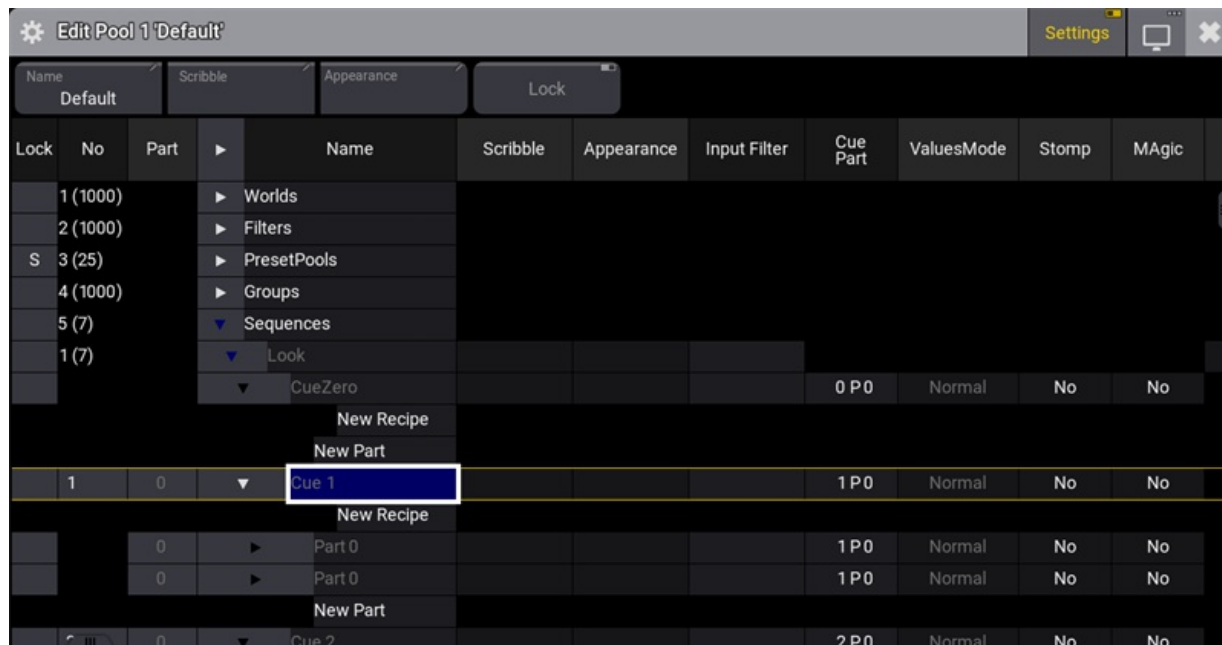 Edit Pool 1 'Default'
Settings
Name
Default
Scribble
Appearance
Lock
Lock No Part Name Scribble Appearance Input Filter Cue Part ValuesMode Stomp MAgic
1 (1000) Worlds
2 (1000) Filters
S 3 (25) PresetPools
4 (1000) Groups
5 (7) Sequences
1 (7) Look
CueZero 0 P 0 Normal No No
New Recipe
New Part
1 0 Cue 1 1 P 0 Normal No No
New Recipe
0 Part 0 1 P 0 Normal No No
0 Part 0 1 P 0 Normal No No
New Part
0 Cue 2 2 P 0 Normal No No